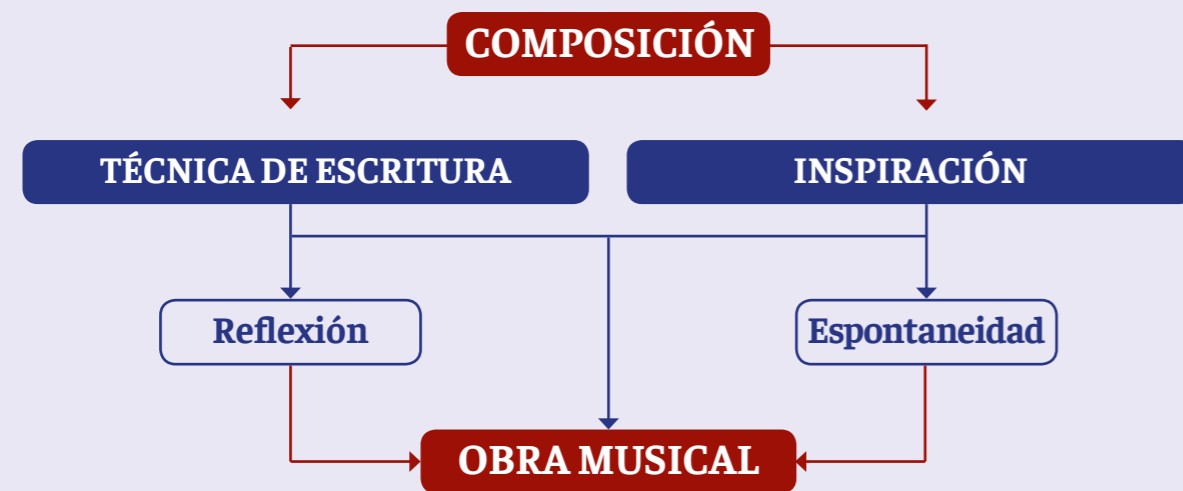 COMPOSICIÓN
TÉCNICA DE ESCRITURA
INSPIRACIÓN
Reflexión
Espontaneidad
OBRA MUSICAL